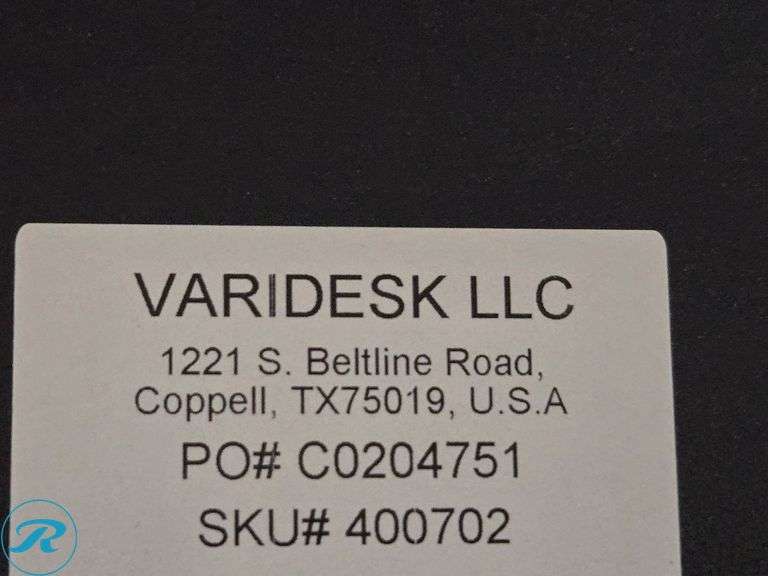 VARIDESK LLC
1221 S. Beltline Road,
Coppell, TX75019, U.S.A
PO# C0204751
SKU# 400702
R